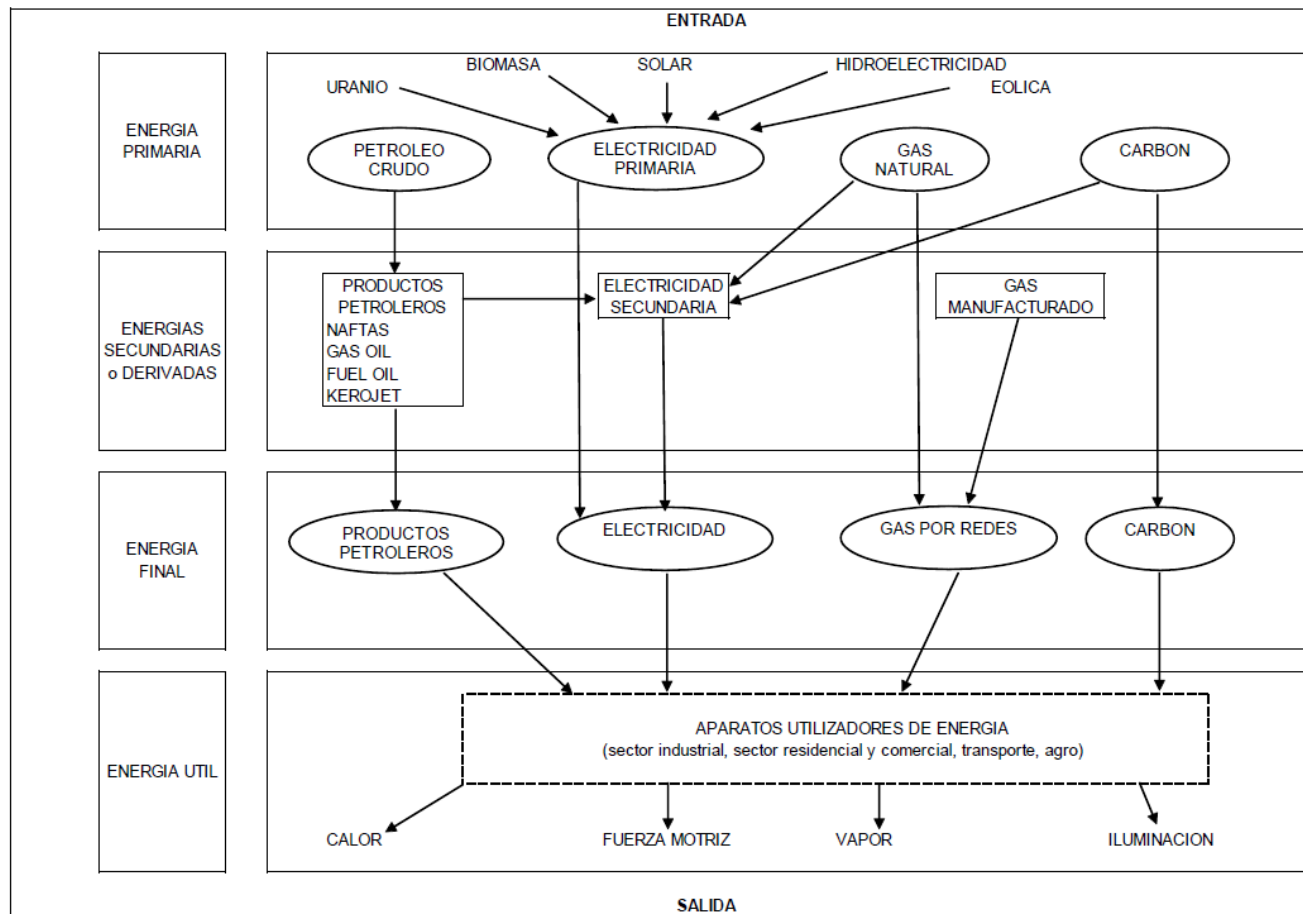 ENTRADA
BIOMASA
SOLAR
HIDROELECTRICIDAD
URANIO
EOLICA
ENERGIA
PRIMARIA
PETROLEO
CRUDO
ELECTRICIDAD
PRIMARIA
GAS
NATURAL
CARBON
ENERGIAS
SECUNDARIAS
o DERIVADAS
PRODUCTOS
PETROLEROS
NAFTAS
GAS OIL
FUEL OIL
KEROJET
ELECTRICIDAD
SECUNDARIA
GAS
MANUFACTURADO
ENERGIA
FINAL
PRODUCTOS
PETROLEROS
ELECTRICIDAD
GAS POR REDES
CARBON
ENERGIA UTIL
APARATOS UTILIZADORES DE ENERGIA
(sector industrial, sector residencial y comercial, transporte, agro)
CALOR
FUERZA MOTRIZ
VAPOR
ILUMINACION
SALIDA